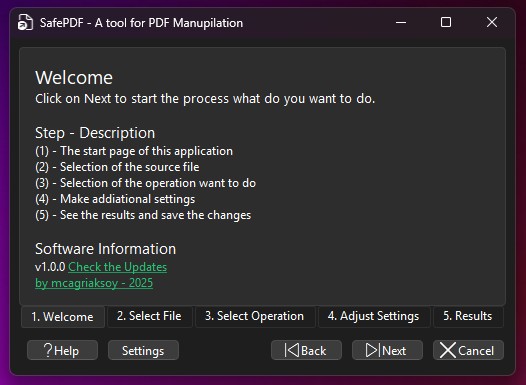 SafePDF - A tool for PDF Manupilation
Welcome
Click on Next to start the process what do you want to do.
Step - Description
(1) - The start page of this application
(2) - Selection of the source file
(3) - Selection of the operation want to do
(4) - Make addiational settings
(5) - See the results and save the changes
Software Information
v1.0.0 Check the Updates
by mcagriaksoy - 2025
1. Welcome 2. Select File 3. Select Operation 4. Adjust Settings 5. Results
?Help Settings Back Next Cancel